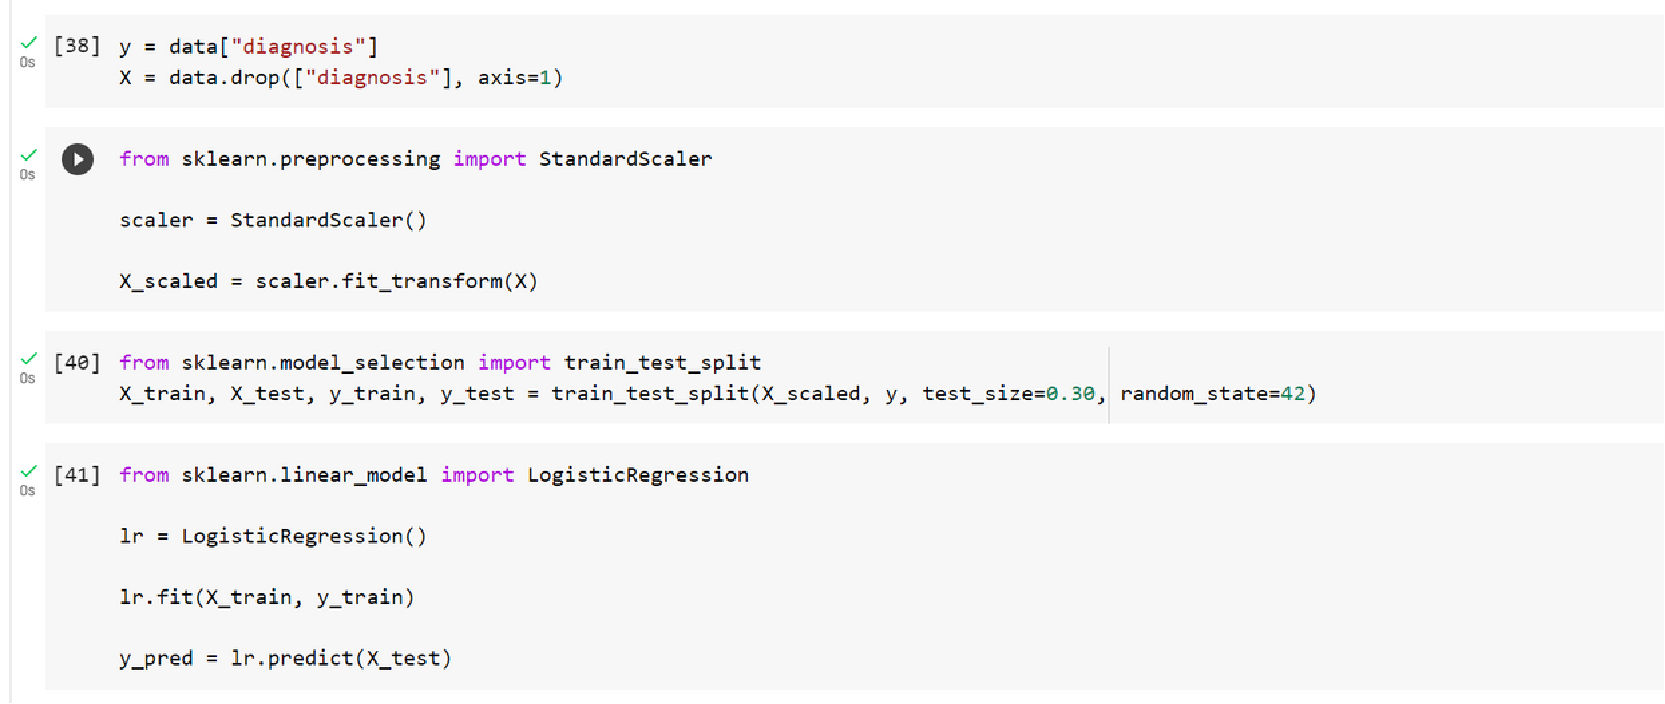 [38] y = data["diagnosis"]
0s
X = data.drop(["diagnosis"], axis=1)
from sklearn.preprocessing import StandardScaler
0s
scaler = StandardScaler()
X_scaled = scaler.fit_transform(X)
[40] from sklearn.model_selection import train_test_split
0s
X_train, X_test, y_train, y_test = train_test_split(X_scaled, y, test_size=0.30, random_state=42)
[41] from sklearn.linear_model import LogisticRegression
0s
lr = LogisticRegression()
lr.fit(X_train, y_train)
y_pred = lr.predict(X_test)